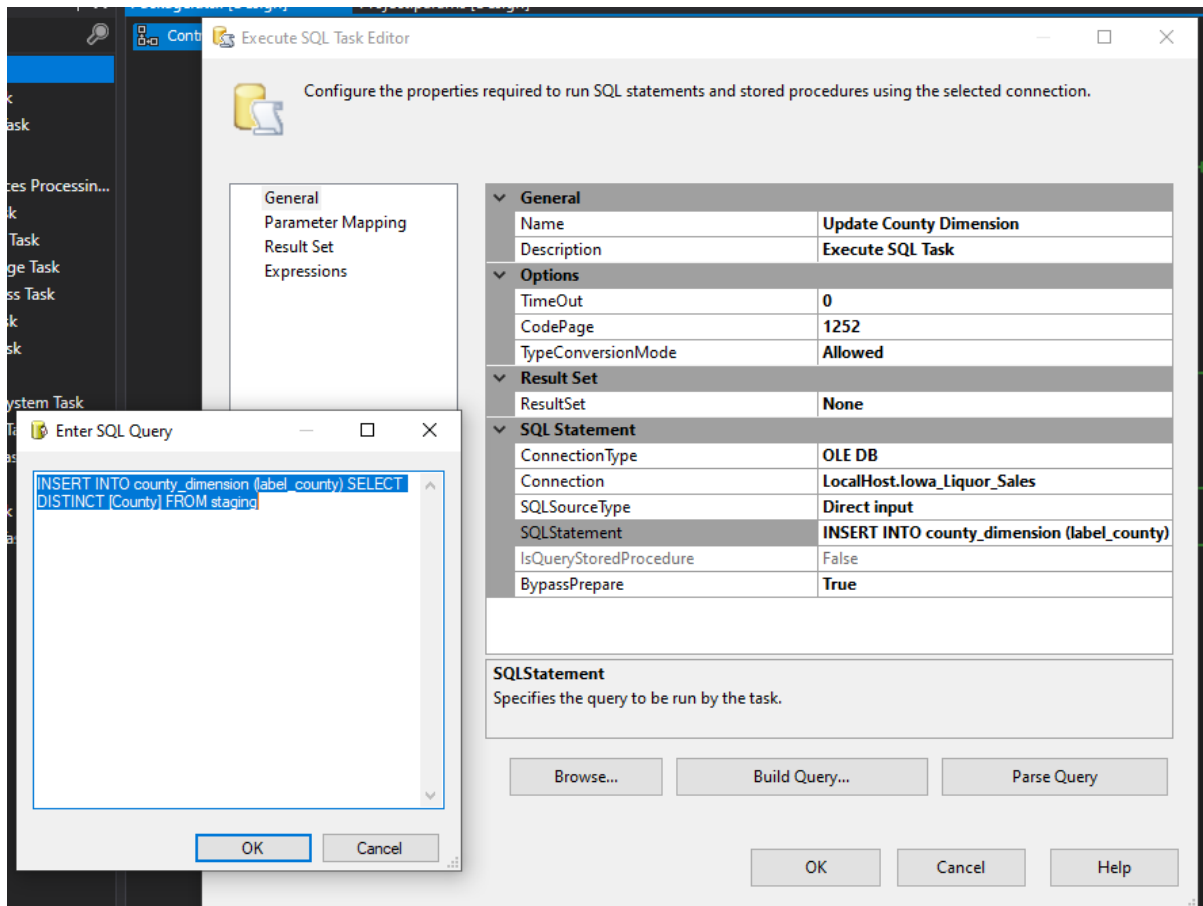 Cont
Execute SQL Task Editor
Configure the properties required to run SQL statements and stored procedures using the selected connection.
ask
ces Processin...
Task
ge Task
ss Task
sk
ystem Task
General
Parameter Mapping
Result Set
Expressions
General
Name Update County Dimension
Description Execute SQL Task
Options
TimeOut 0
CodePage 1252
TypeConversionMode Allowed
Result Set
ResultSet None
SQL Statement
ConnectionType OLE DB
Connection LocalHost.Iowa_Liquor_Sales
SQLSourceType Direct input
SQLStatement INSERT INTO county_dimension (label_county)
IsQueryStoredProcedure False
BypassPrepare True
SQLStatement
Specifies the query to be run by the task.
Browse... Build Query... Parse Query
OK Cancel Help
Enter SQL Query
INSERT INTO county_dimension (label_county) SELECT
DISTINCT [County] FROM staging
OK Cancel